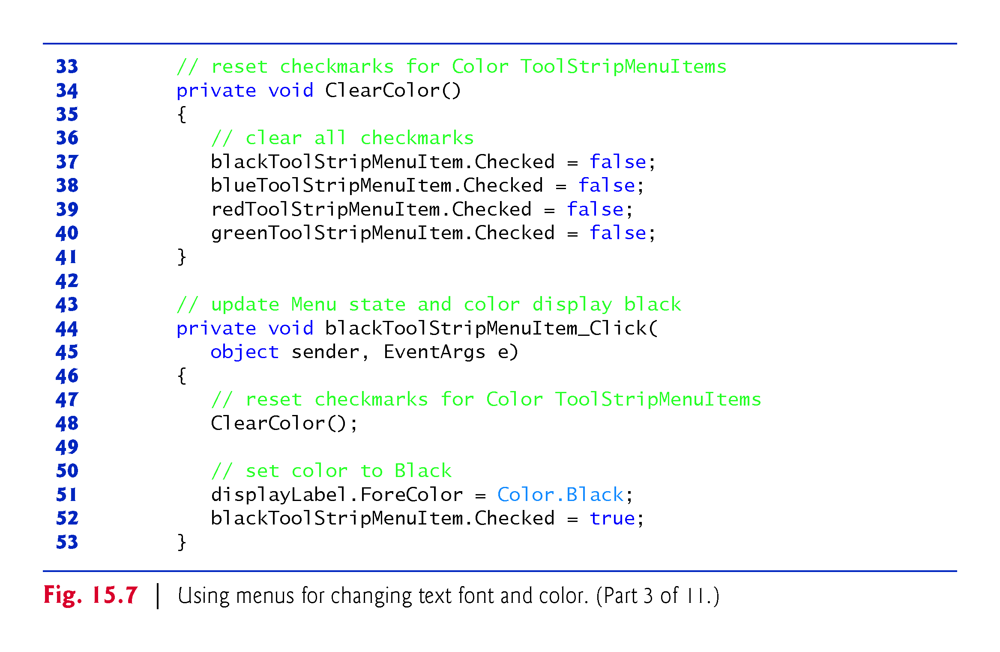 33 // reset checkmarks for Color ToolStripMenuItems
34 private void ClearColor()
35 {
36 // clear all checkmarks
37 blackToolStripMenuItem.Checked = false;
38 blueToolStripMenuItem.Checked = false;
39 redToolStripMenuItem.Checked = false;
40 greenToolStripMenuItem.Checked = false;
41 }
42
43 // update Menu state and color display black
44 private void blackToolStripMenuItem_Click(
45 object sender, EventArgs e)
46 {
47 // reset checkmarks for Color ToolStripMenuItems
48 ClearColor();
49
50 // set color to Black
51 displayLabel.ForeColor = Color.Black;
52 blackToolStripMenuItem.Checked = true;
53 }
Fig. 15.7 | Using menus for changing text font and color. (Part 3 of 11.)